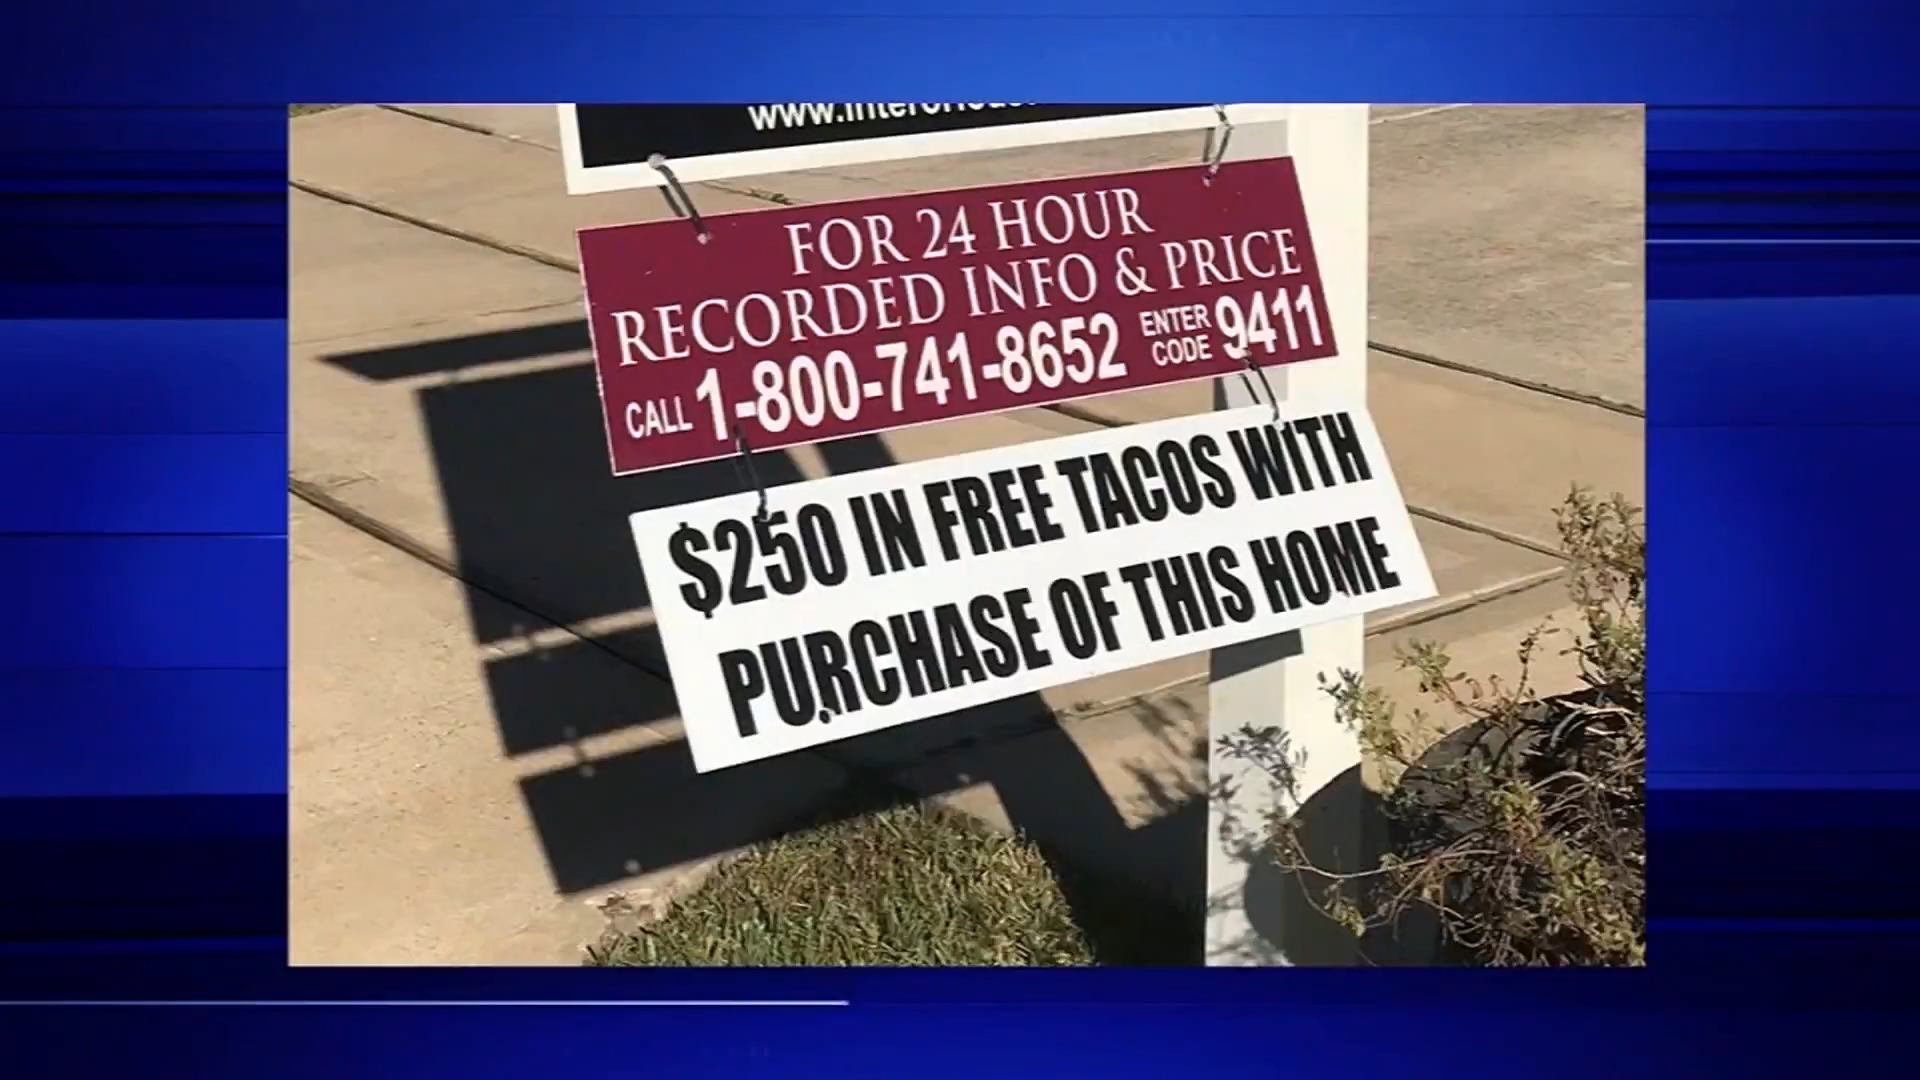 FOR 24 HOUR
RECORDED INFO & PRICE
CALL 1-800-741-8652 ENTER CODE 9411
$250 IN FREE TACOS WITH
PURCHASE OF THIS HOME